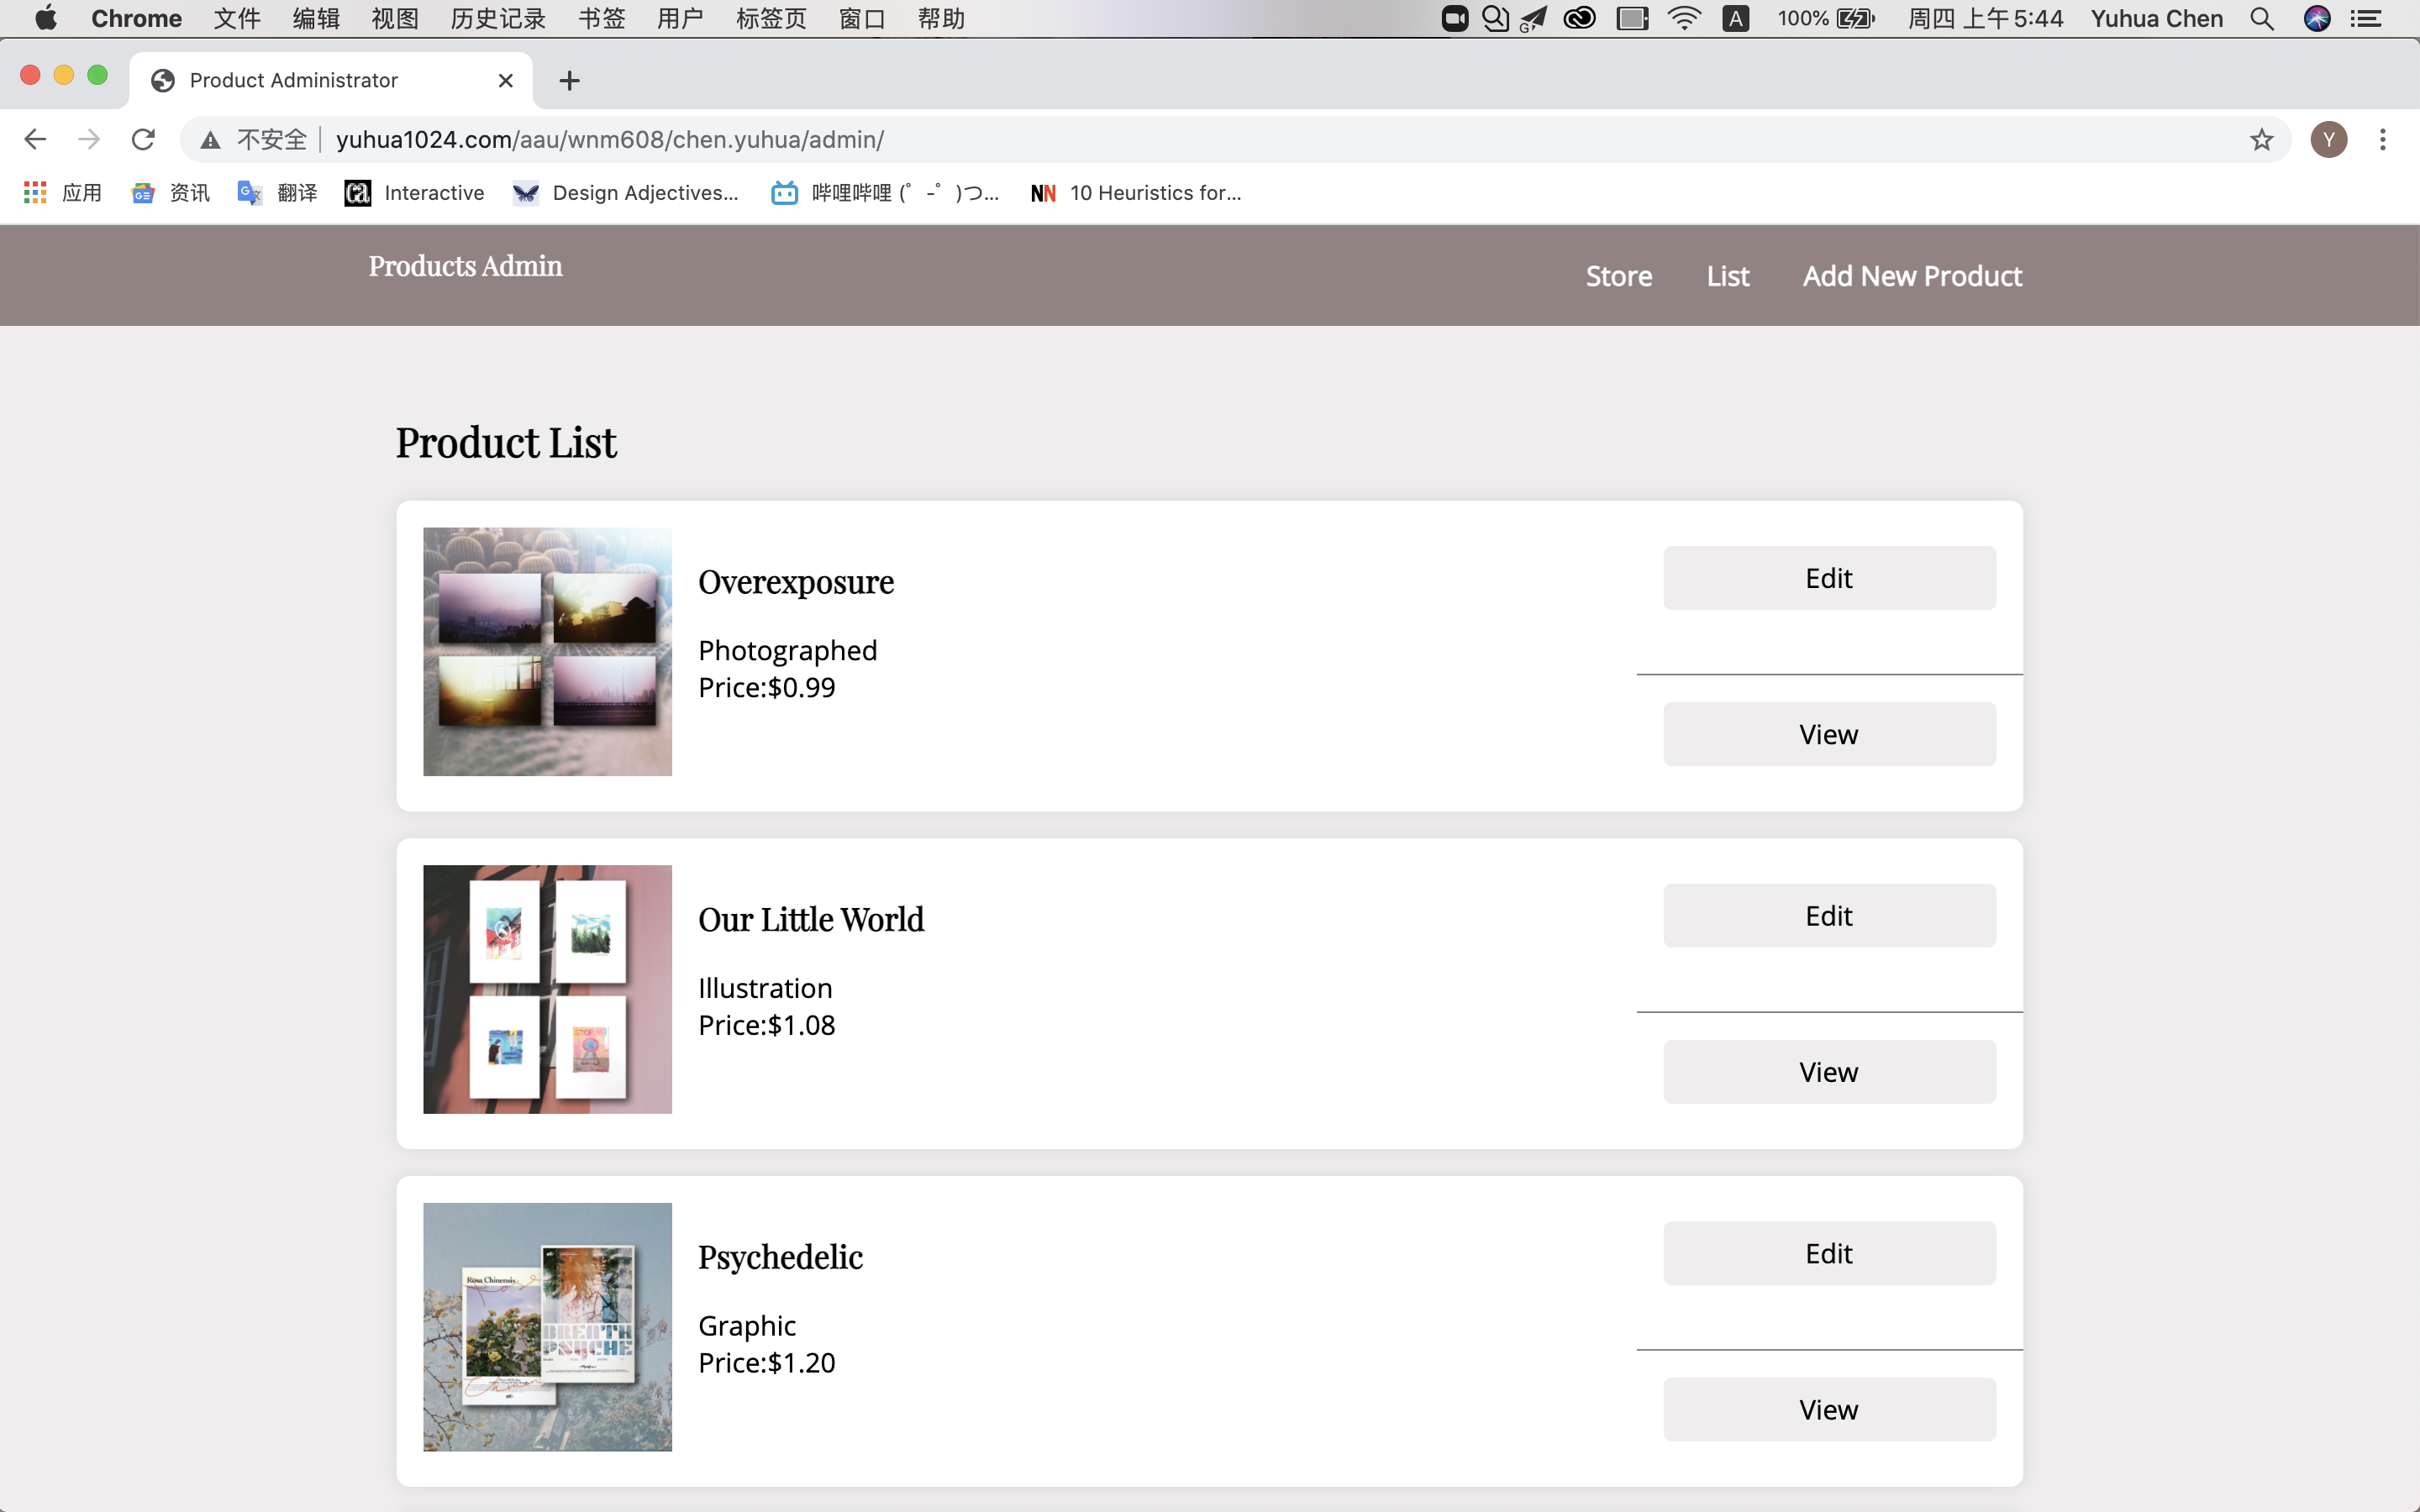 Chrome 文件 编辑 视图 历史记录 书签 用户 标签页 窗口 帮助 A 100% 周四 上午5:44 Yuhua Chen
Product Administrator
不安全 yuhua1024.com/aau/wnm608/chen.yuhua/admin/ Y
应用 资讯 翻译 Interactive Design Adjectives... 哔哩哔哩 (゜-゜)つ... NN 10 Heuristics for...
Products Admin Store List Add New Product
Product List
Overexposure
Photographed
Price:$0.99
Edit
View
Our Little World
Illustration
Price:$1.08
Edit
View
Rosa Chinensis
BREATH
PSYCHE
Psychedelic
Graphic
Price:$1.20
Edit
View